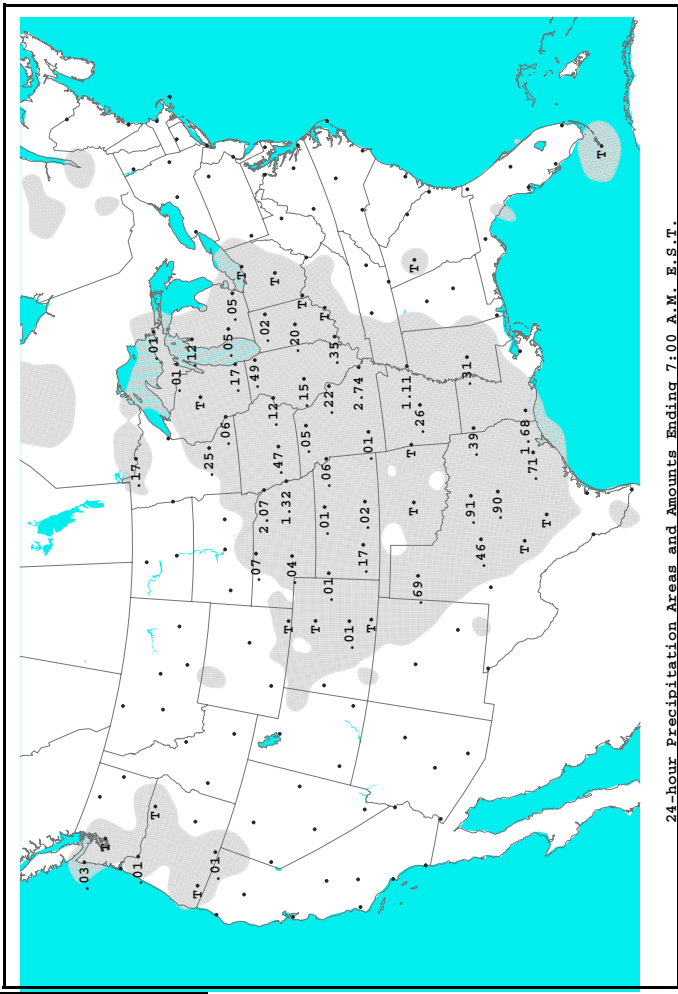 .03
T
.01
.17
.01
T
.01
.12
T
T
.25
.01
.06
.05
.17
.05
T
.49
.07
2.07
.02
.12
T
.47
1.32
T
.04
.20
T
.15
.05
T
.01
.06
T
.01
.22
.35
.01
2.74
.17
.02
.01
T
1.11
T
T
T
.69
.26
.31
.91
.39
.46
.90
T
1.68
.71
T
T
24-hour Precipitation Areas and Amounts Ending 7:00 A.M. E.S.T.